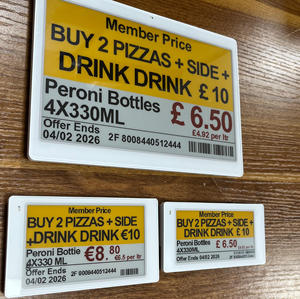 Member Price
BUY 2 PIZZAS + SIDE +
DRINK DRINK £ 10
Peroni Bottles
4X330ML
£ 6.50
£4.92 per ltr
Offer Ends
04/02 2026
2F 8008440512444
Member Price
BUY 2 PIZZAS + SIDE
+DRINK DRINK €10
Peroni Bottle
4X330 ML
€8.80
€6.5 per ltr
Offer Ends
04/02 2026
2F 8008440512444
Member Price
BUY 2 PIZZAS + SIDE +
DRINK DRINK £ 10
Peroni Bottles
4X330ML
£ 6.50
Offer Ends 04/02 2026